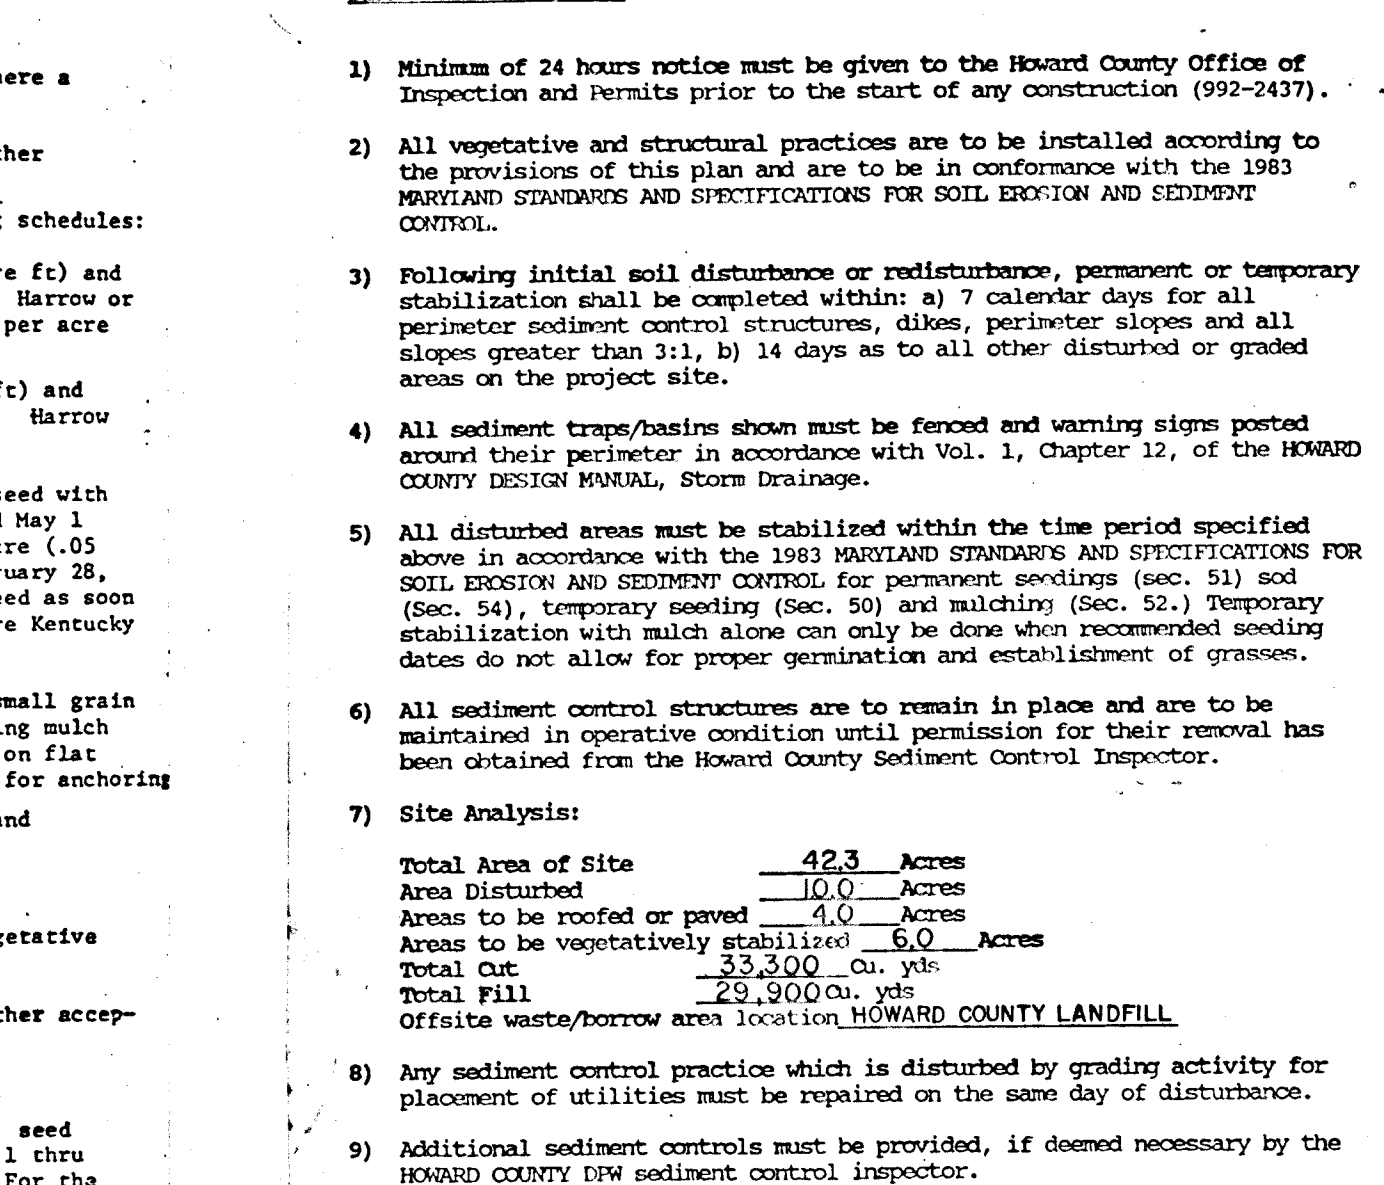 here a
ther
schedules:
re ft) and
Harrow or
per acre
ft) and
Harrow
seed with
May 1
cre (.05
ruary 28,
eed as soon
re Kentucky
small grain
ing mulch
on flat
for anchoring
and
getative
ther accep-
seed
1 thru
For the
1) Minimum of 24 hours notice must be given to the Howard County Office of
Inspection and Permits prior to the start of any construction (992-2437).
2) All vegetative and structural practices are to be installed according to
the provisions of this plan and are to be in conformance with the 1983
MARYLAND STANDARDS AND SPECIFICATIONS FOR SOIL EROSION AND SEDIMENT
CONTROL.
3) Following initial soil disturbance or redisturbance, permanent or temporary
stabilization shall be completed within: a) 7 calendar days for all
perimeter sediment control structures, dikes, perimeter slopes and all
slopes greater than 3:1, b) 14 days as to all other disturbed or graded
areas on the project site.
4) All sediment traps/basins shown must be fenced and warning signs posted
around their perimeter in accordance with Vol. 1, Chapter 12, of the HOWARD
COUNTY DESIGN MANUAL, Storm Drainage.
5) All disturbed areas must be stabilized within the time period specified
above in accordance with the 1983 MARYLAND STANDARDS AND SPECIFICATIONS FOR
SOIL EROSION AND SEDIMENT CONTROL for permanent seedings (sec. 51) sod
(Sec. 54), temporary seeding (Sec. 50) and mulching (Sec. 52.) Temporary
stabilization with mulch alone can only be done when recommended seeding
dates do not allow for proper germination and establishment of grasses.
6) All sediment control structures are to remain in place and are to be
maintained in operative condition until permission for their removal has
been obtained from the Howard County Sediment Control Inspector.
7) Site Analysis:
Total Area of Site 42.3 Acres
Area Disturbed 10.0 Acres
Areas to be roofed or paved 4.0 Acres
Areas to be vegetatively stabilized 6.0 Acres
Total Cut 33,300 Cu. yds
Total Fill 29,900 Cu. yds
Offsite waste/borrow area location HOWARD COUNTY LANDFILL
8) Any sediment control practice which is disturbed by grading activity for
placement of utilities must be repaired on the same day of disturbance.
9) Additional sediment controls must be provided, if deemed necessary by the
HOWARD COUNTY DPW sediment control inspector.